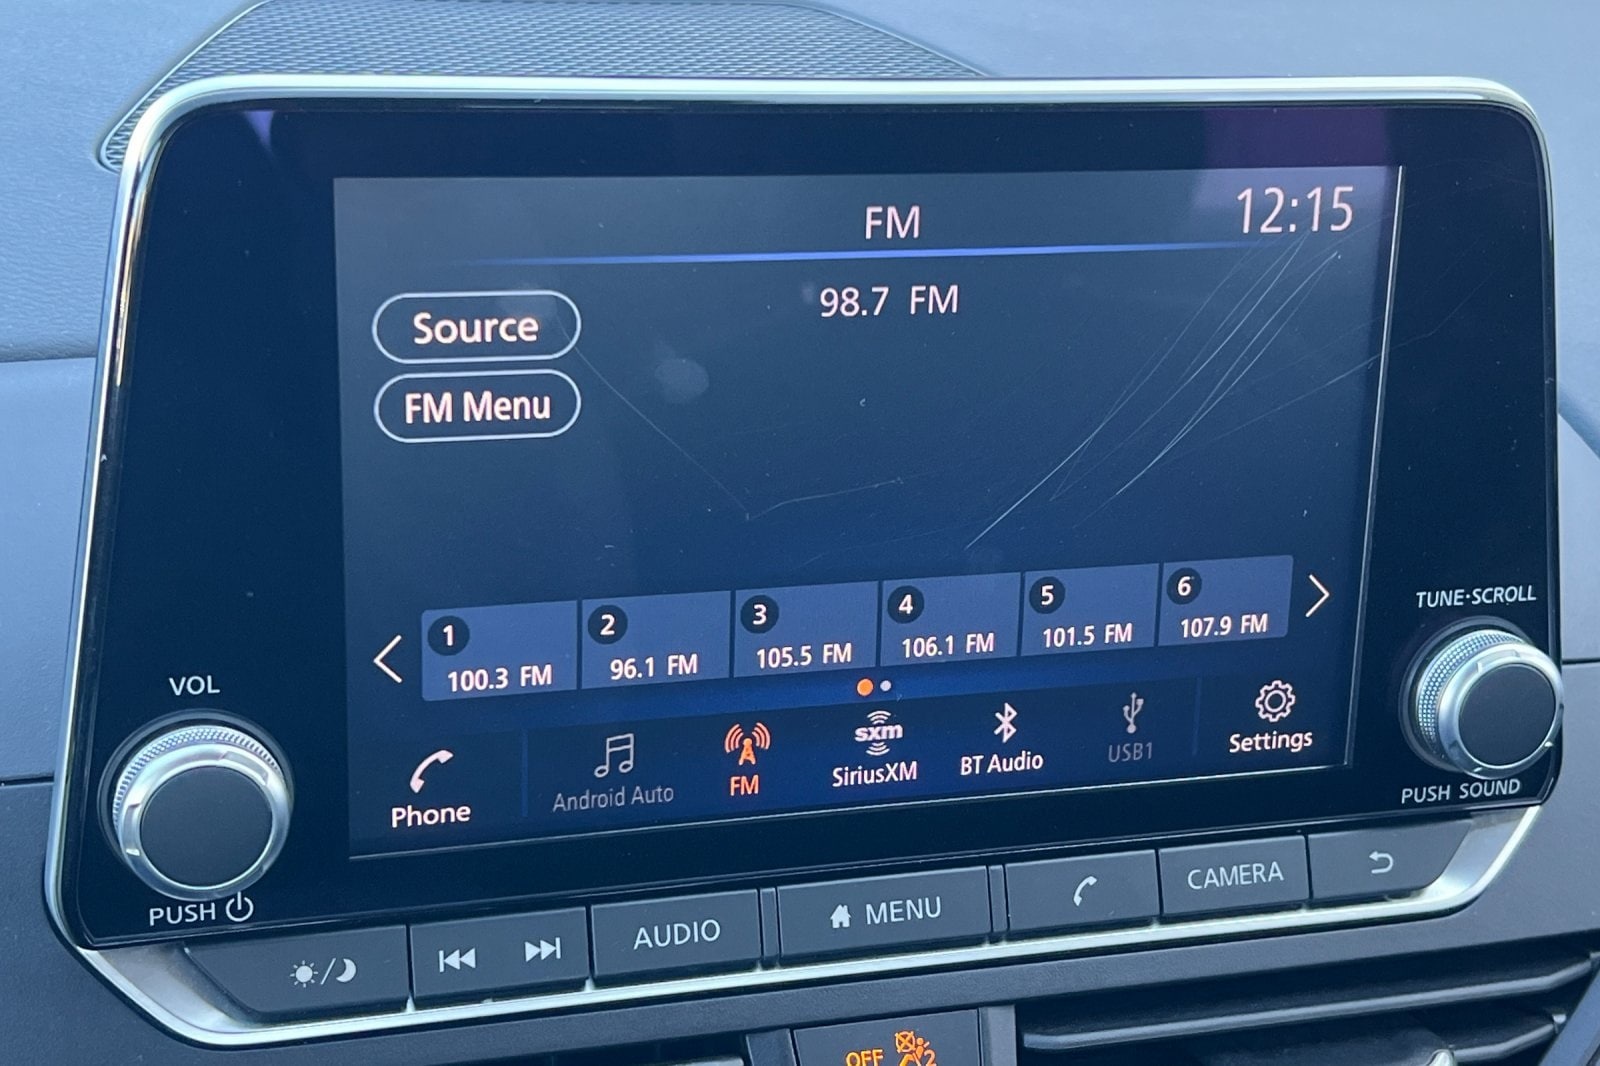 FM
12:15
98.7 FM
Source
FM Menu
1
100.3 FM
2
96.1 FM
3
105.5 FM
4
106.1 FM
5
101.5 FM
6
107.9 FM
Phone
Android Auto
FM
sxm
SiriusXM
BT Audio
USB1
Settings
VOL
PUSH
TUNE·SCROLL
PUSH SOUND
AUDIO
MENU
CAMERA
OFF
2